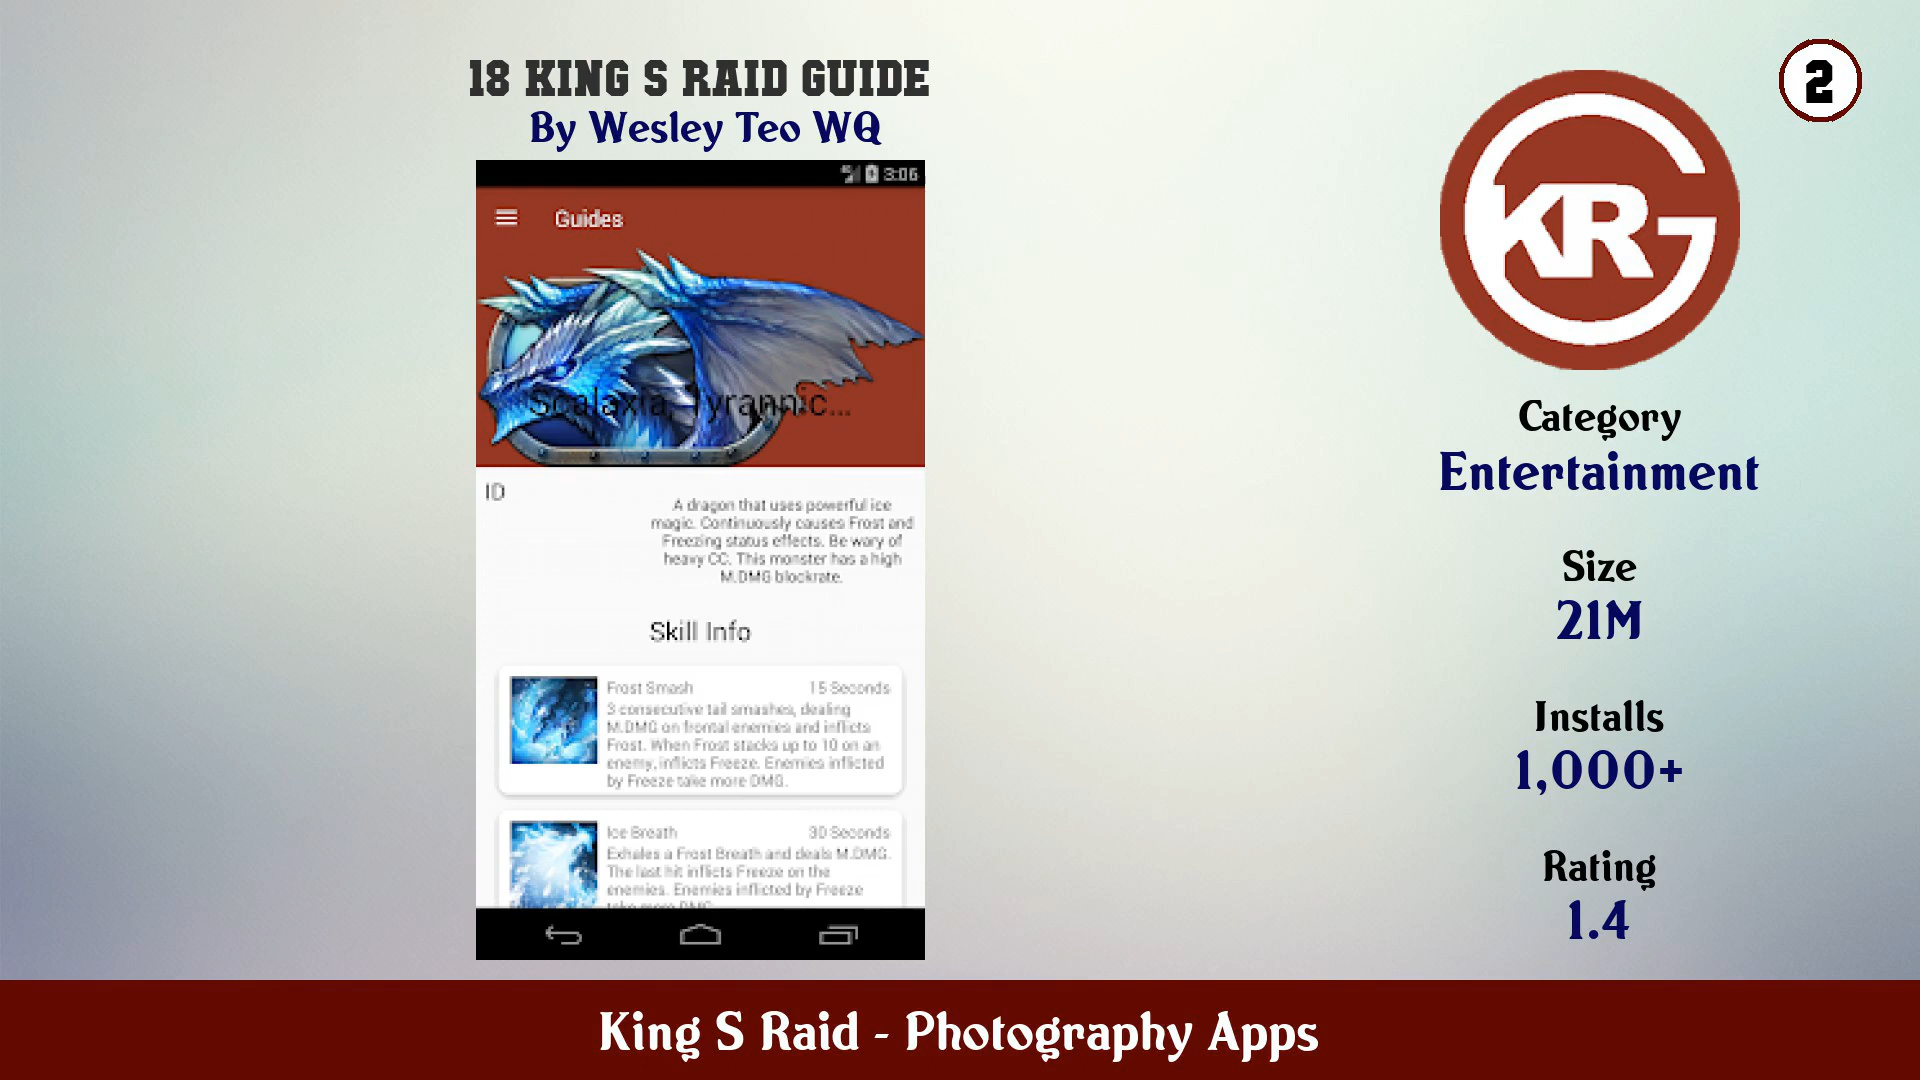 18 KING S RAID GUIDE
By Wesley Teo WQ
2
3:06
Guides
Scalaxia, Tyrannic...
ID
A dragon that uses powerful ice
magic. Continuously causes Frost and
Freezing status effects. Be wary of
heavy CC. This monster has a high
M.DMG blockrate.
Skill Info
Frost Smash
15 Seconds
3 consecutive tail smashes, dealing
M.DMG on frontal enemies and inflicts
Frost. When Frost stacks up to 10 on an
enemy, inflicts Freeze. Enemies inflicted
by Freeze take more DMG.
Ice Breath
30 Seconds
Exhales a Frost Breath and deals M.DMG.
The last hit inflicts Freeze on the
enemies. Enemies inflicted by Freeze
take more DMG.
KRG
Category
Entertainment
Size
21M
Installs
1,000+
Rating
1.4
King S Raid - Photography Apps